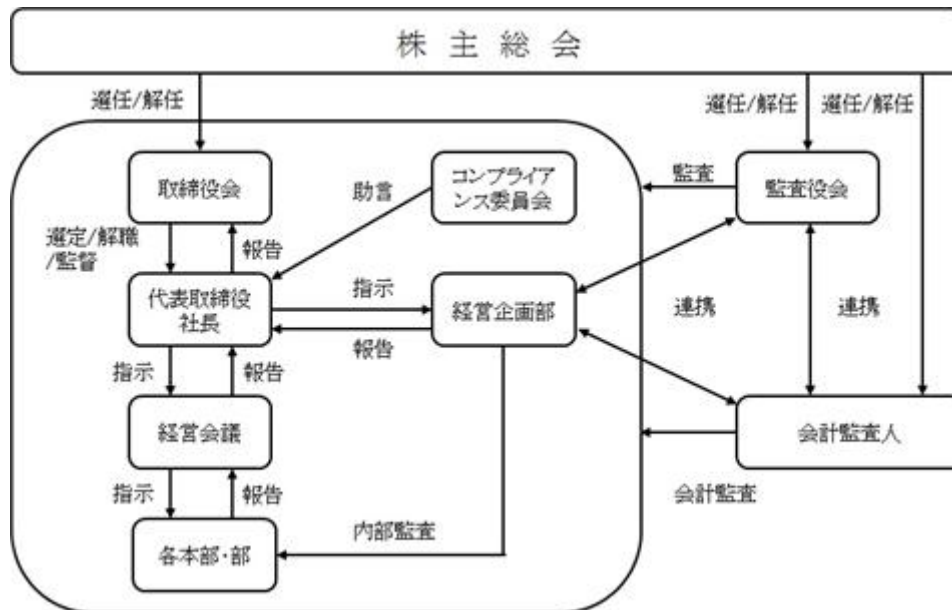 株 主 総 会
選任/解任
選任/解任
選任/解任
取締役会
コンプライア
ンス委員会
監査
監査役会
助言
選定/解職
/監督
報告
代表取締役
社長
指示
経営企画部
連携
連携
報告
指示
報告
経営会議
会計監査人
指示
報告
会計監査
内部監査
各本部・部